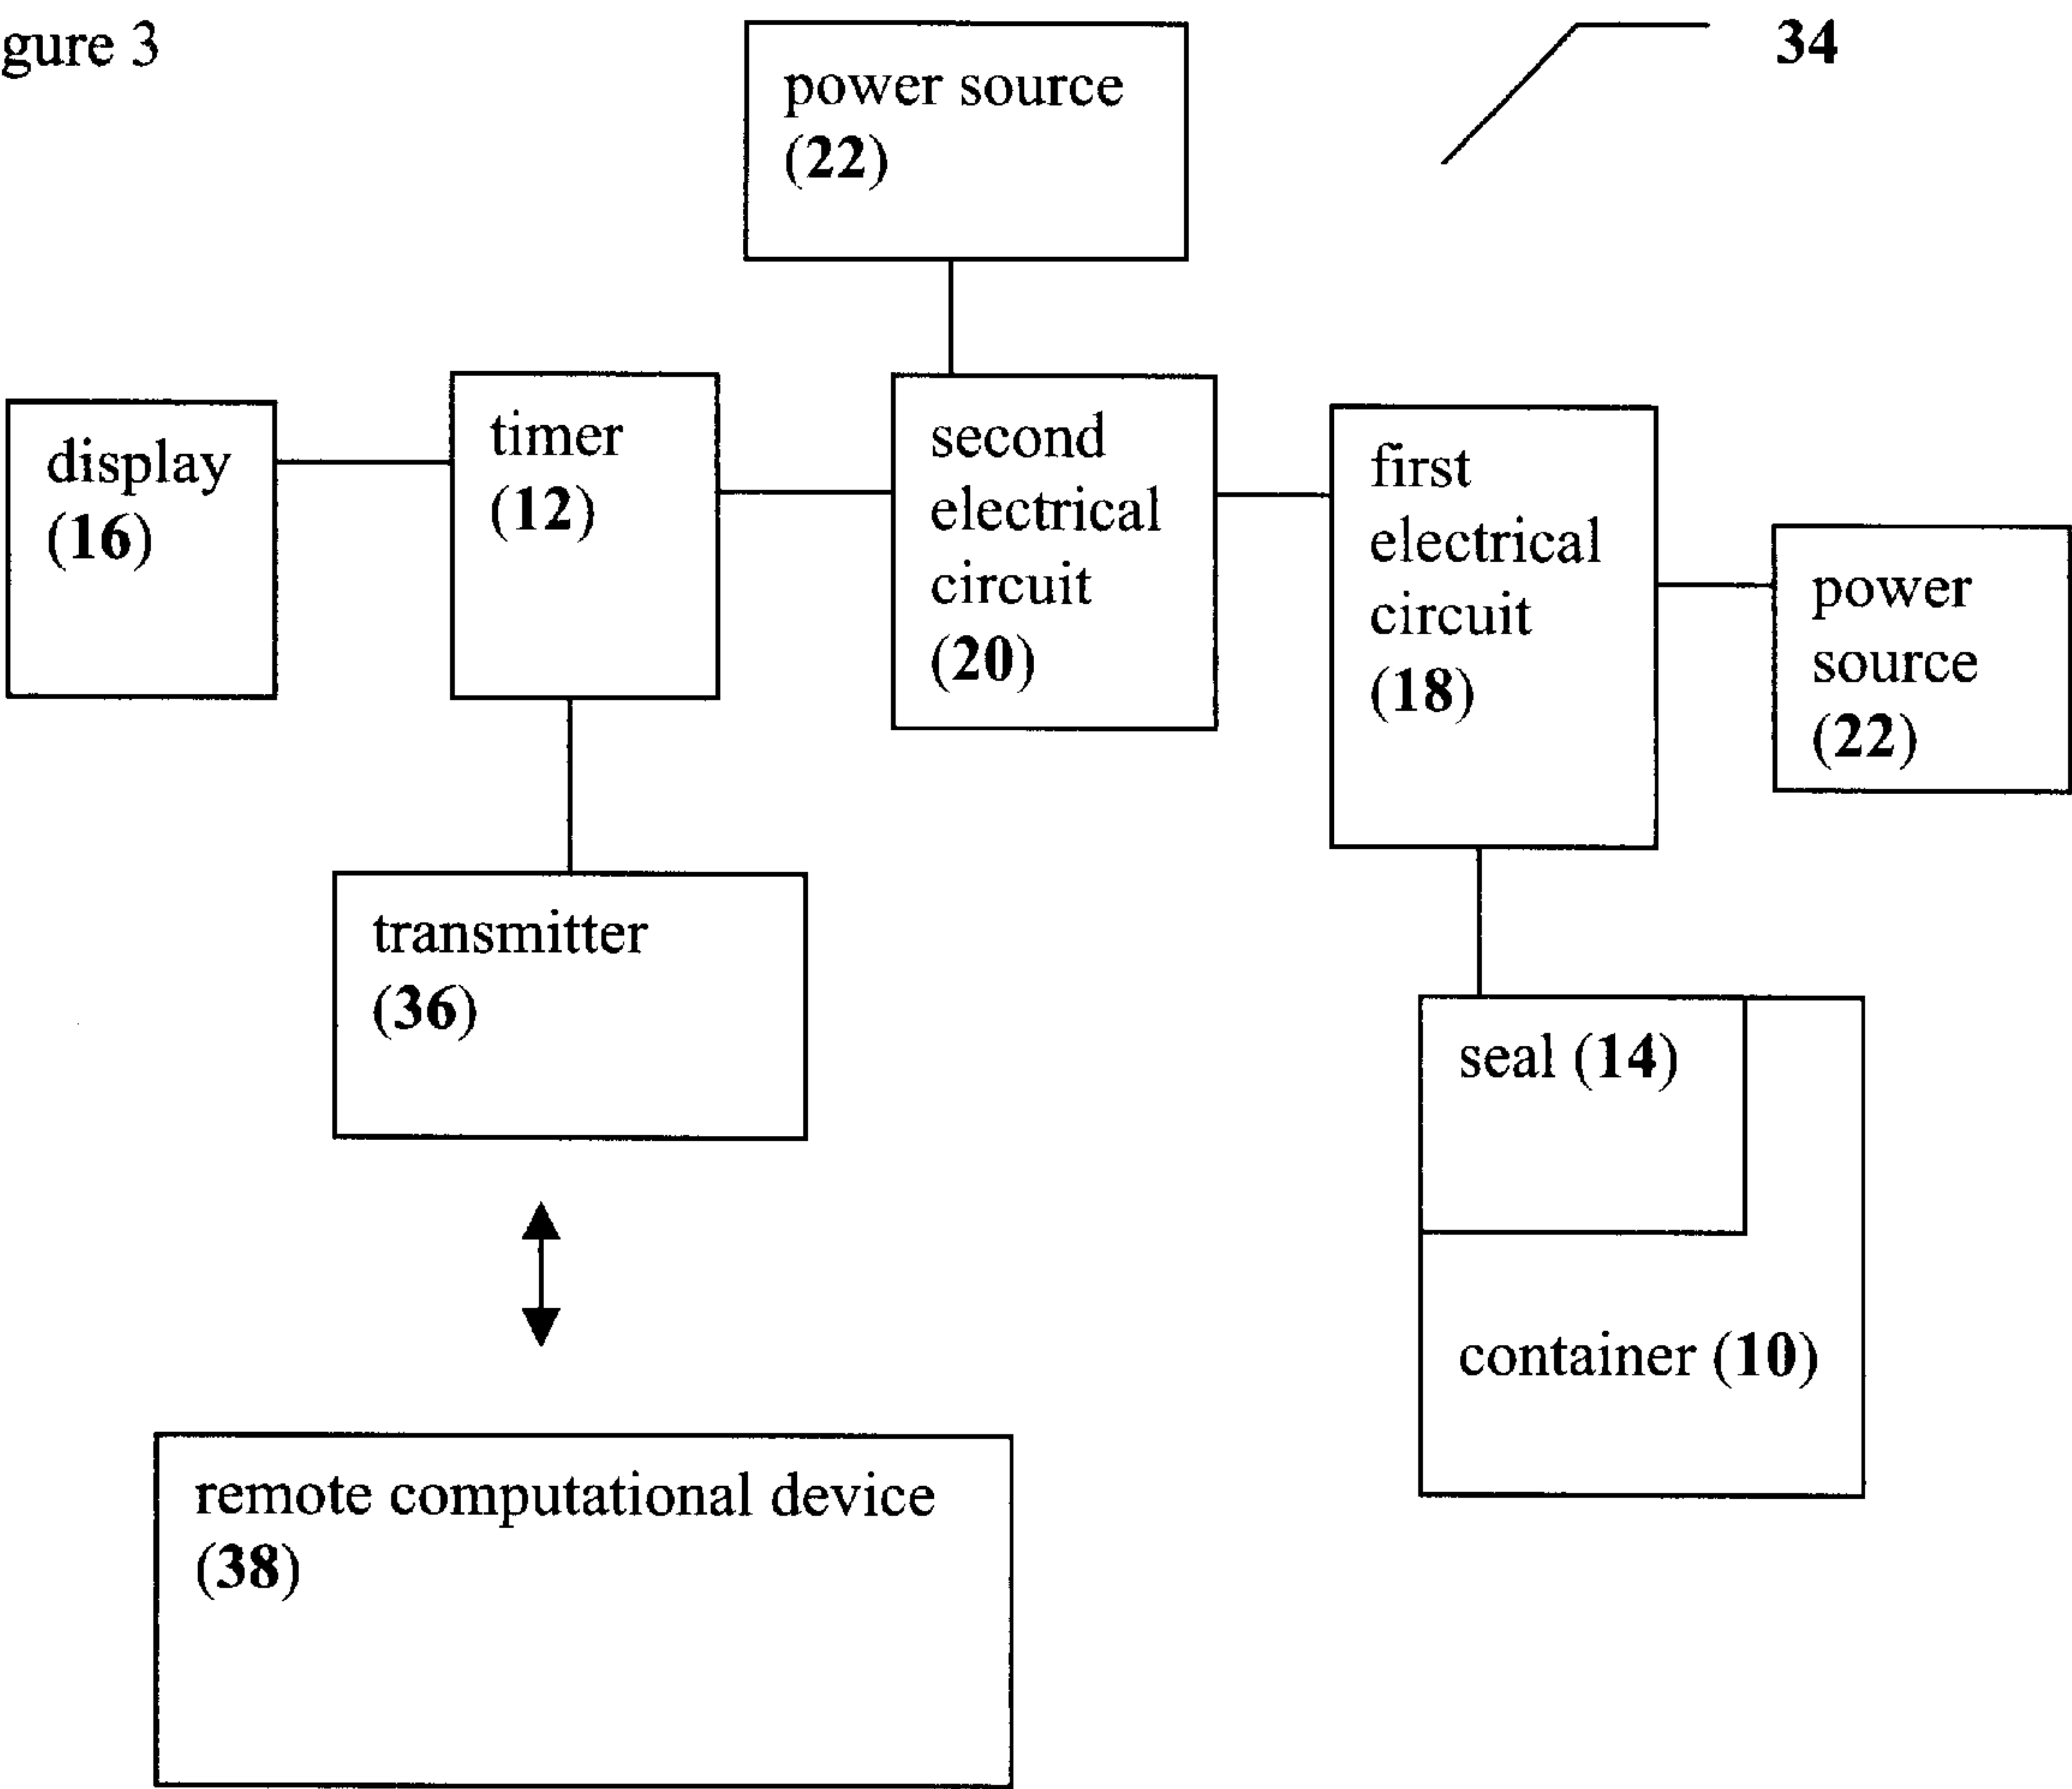 gure 3
34
power source
(22)
display
(16)
timer
(12)
second
electrical
circuit
(20)
first
electrical
circuit
(18)
power
source
(22)
transmitter
(36)
seal (14)
container (10)
remote computational device
(38)